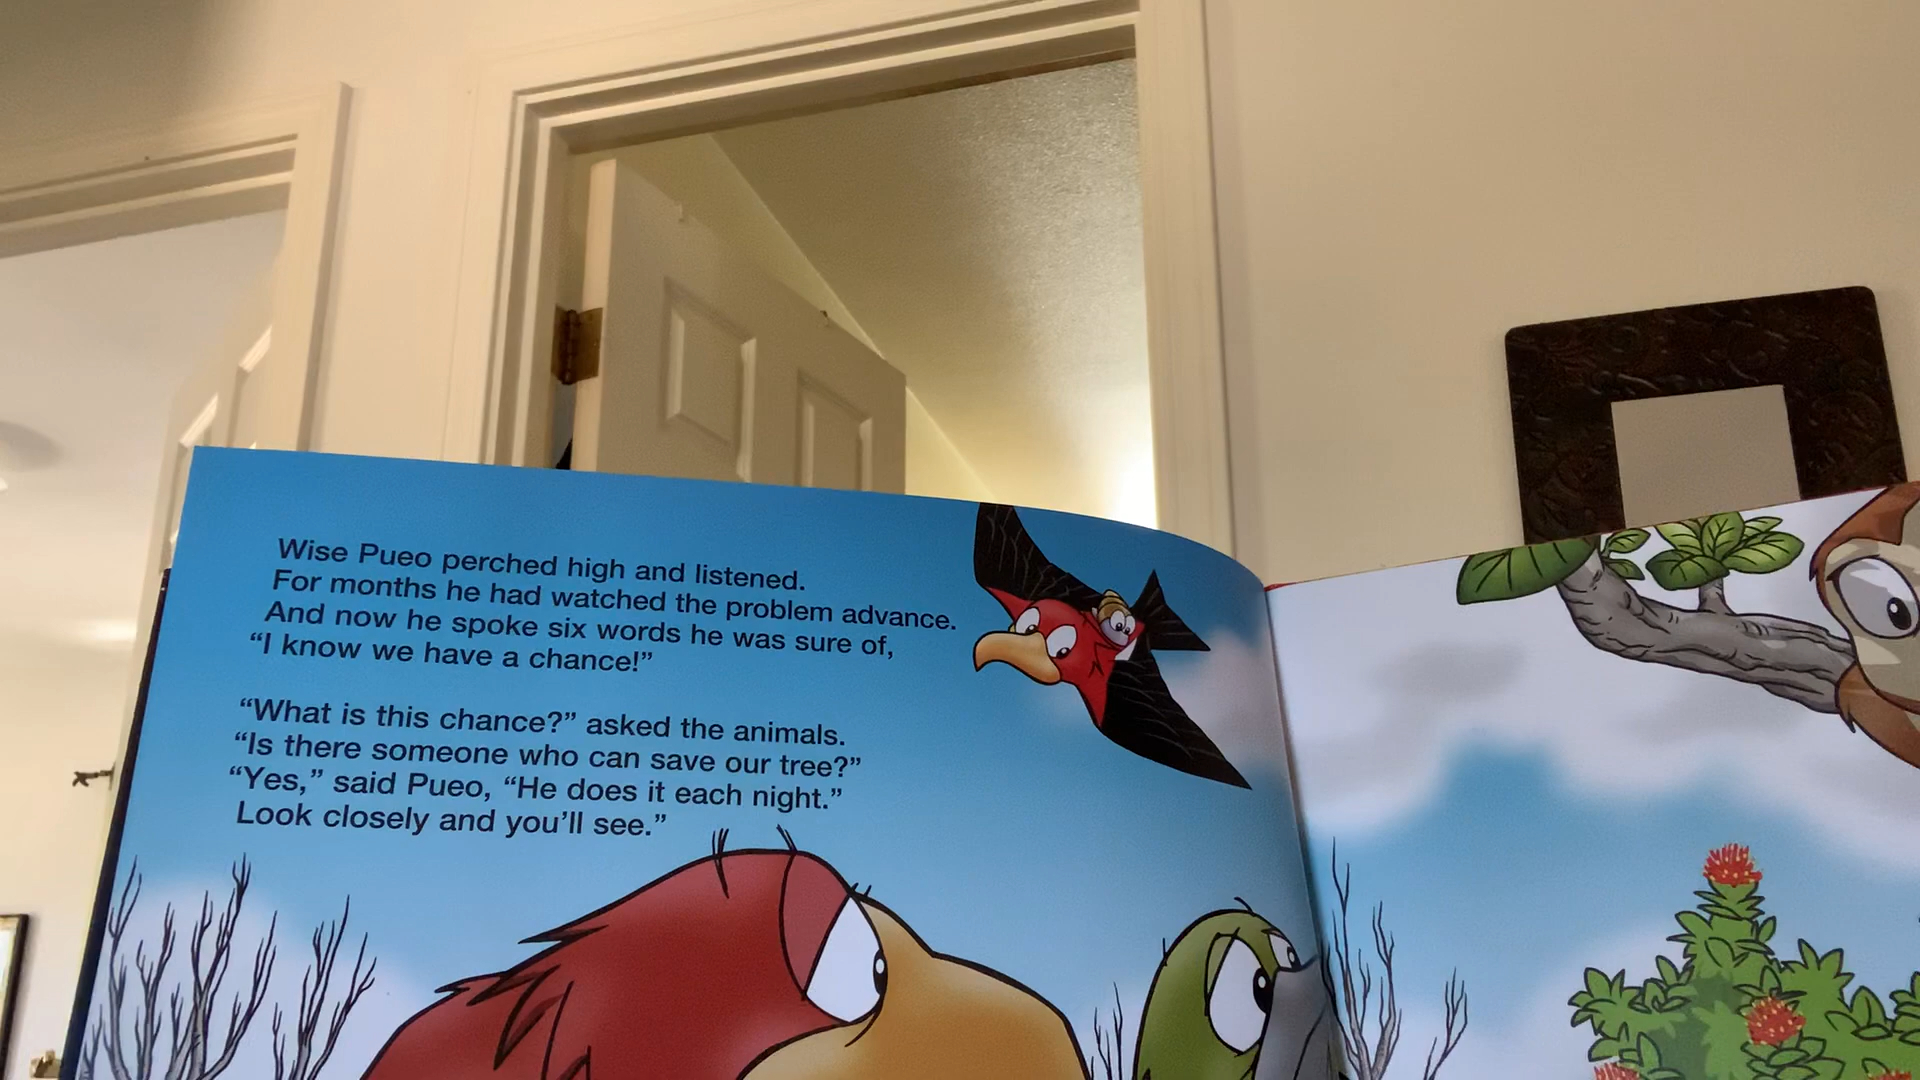 Wise Pueo perched high and listened.
For months he had watched the problem advance.
And now he spoke six words he was sure of,
“I know we have a chance!”
“What is this chance?” asked the animals.
“Is there someone who can save our tree?”
“Yes,” said Pueo, “He does it each night.”
Look closely and you’ll see.”